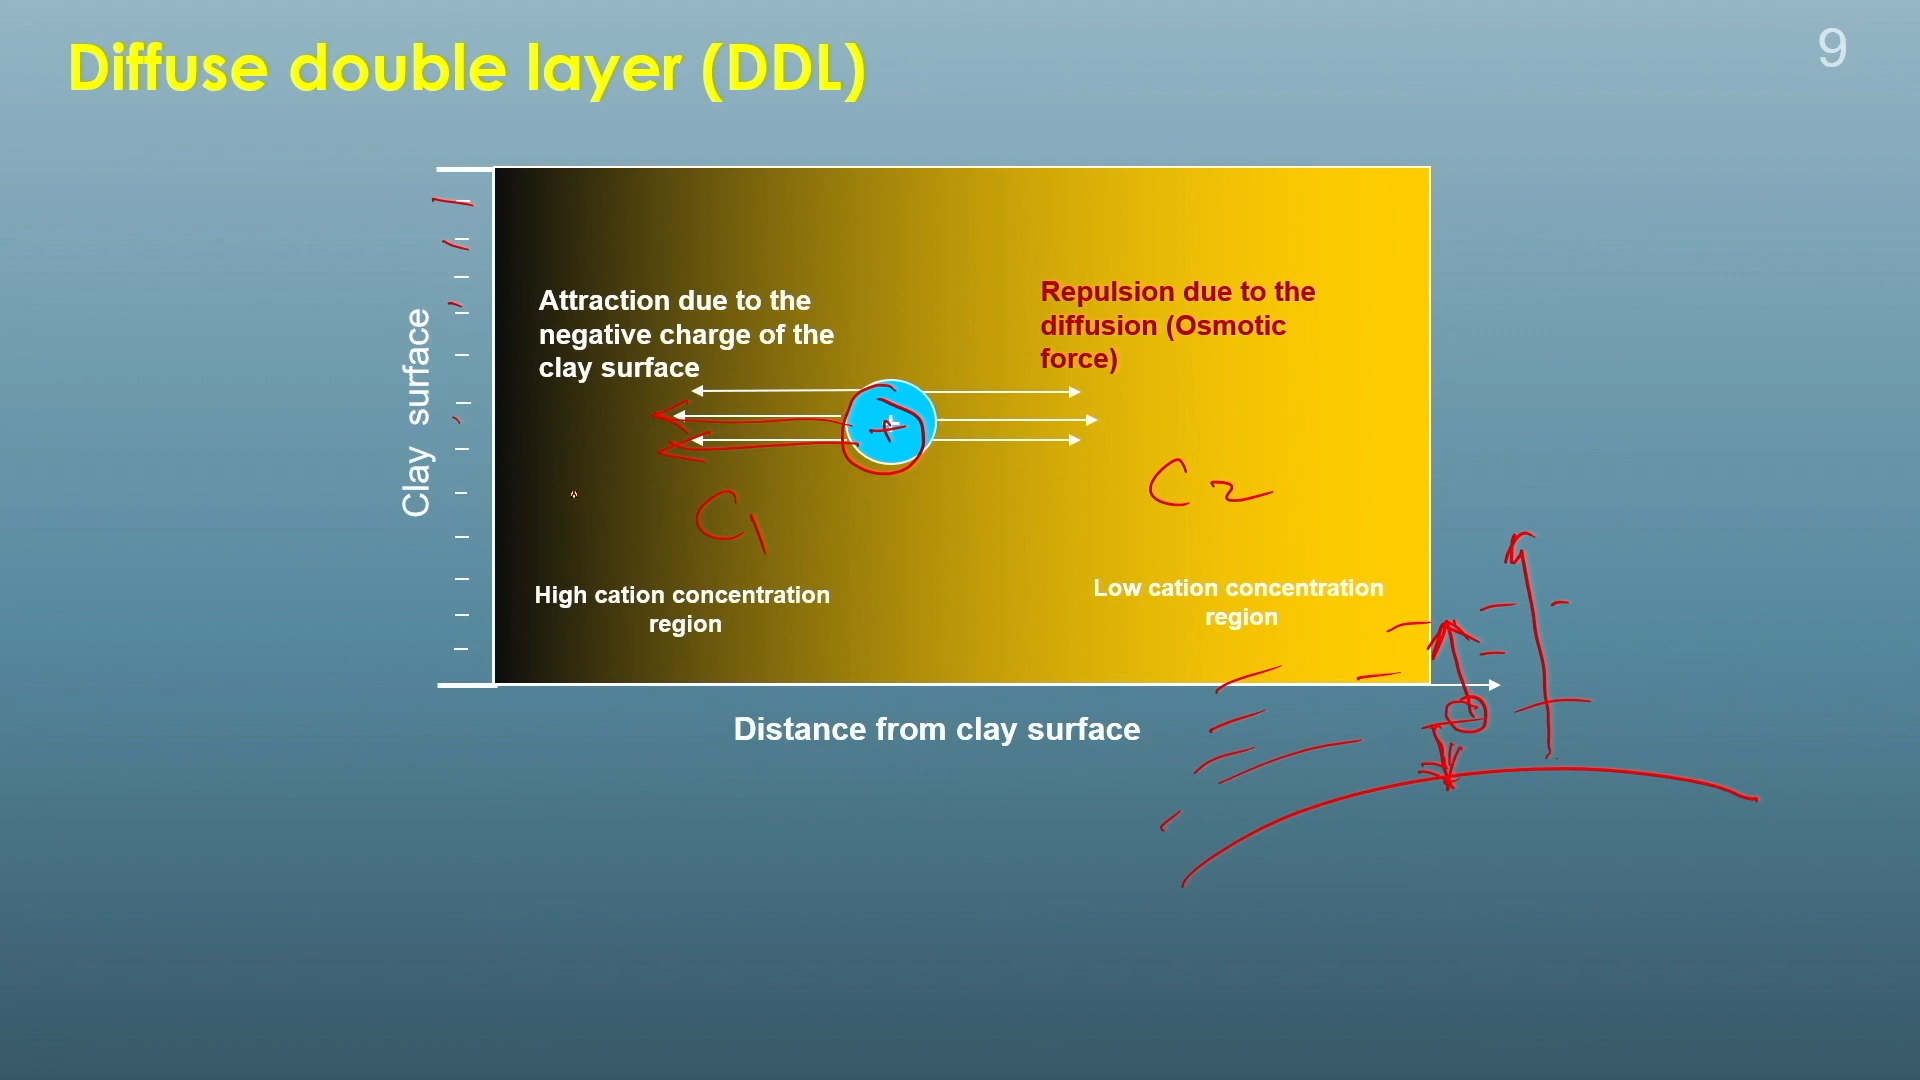 Diffuse double layer (DDL)
9
Clay surface
Attraction due to the
negative charge of the
clay surface
Repulsion due to the
diffusion (Osmotic
force)
+
C1
C2
High cation concentration
region
Low cation concentration
region
Distance from clay surface